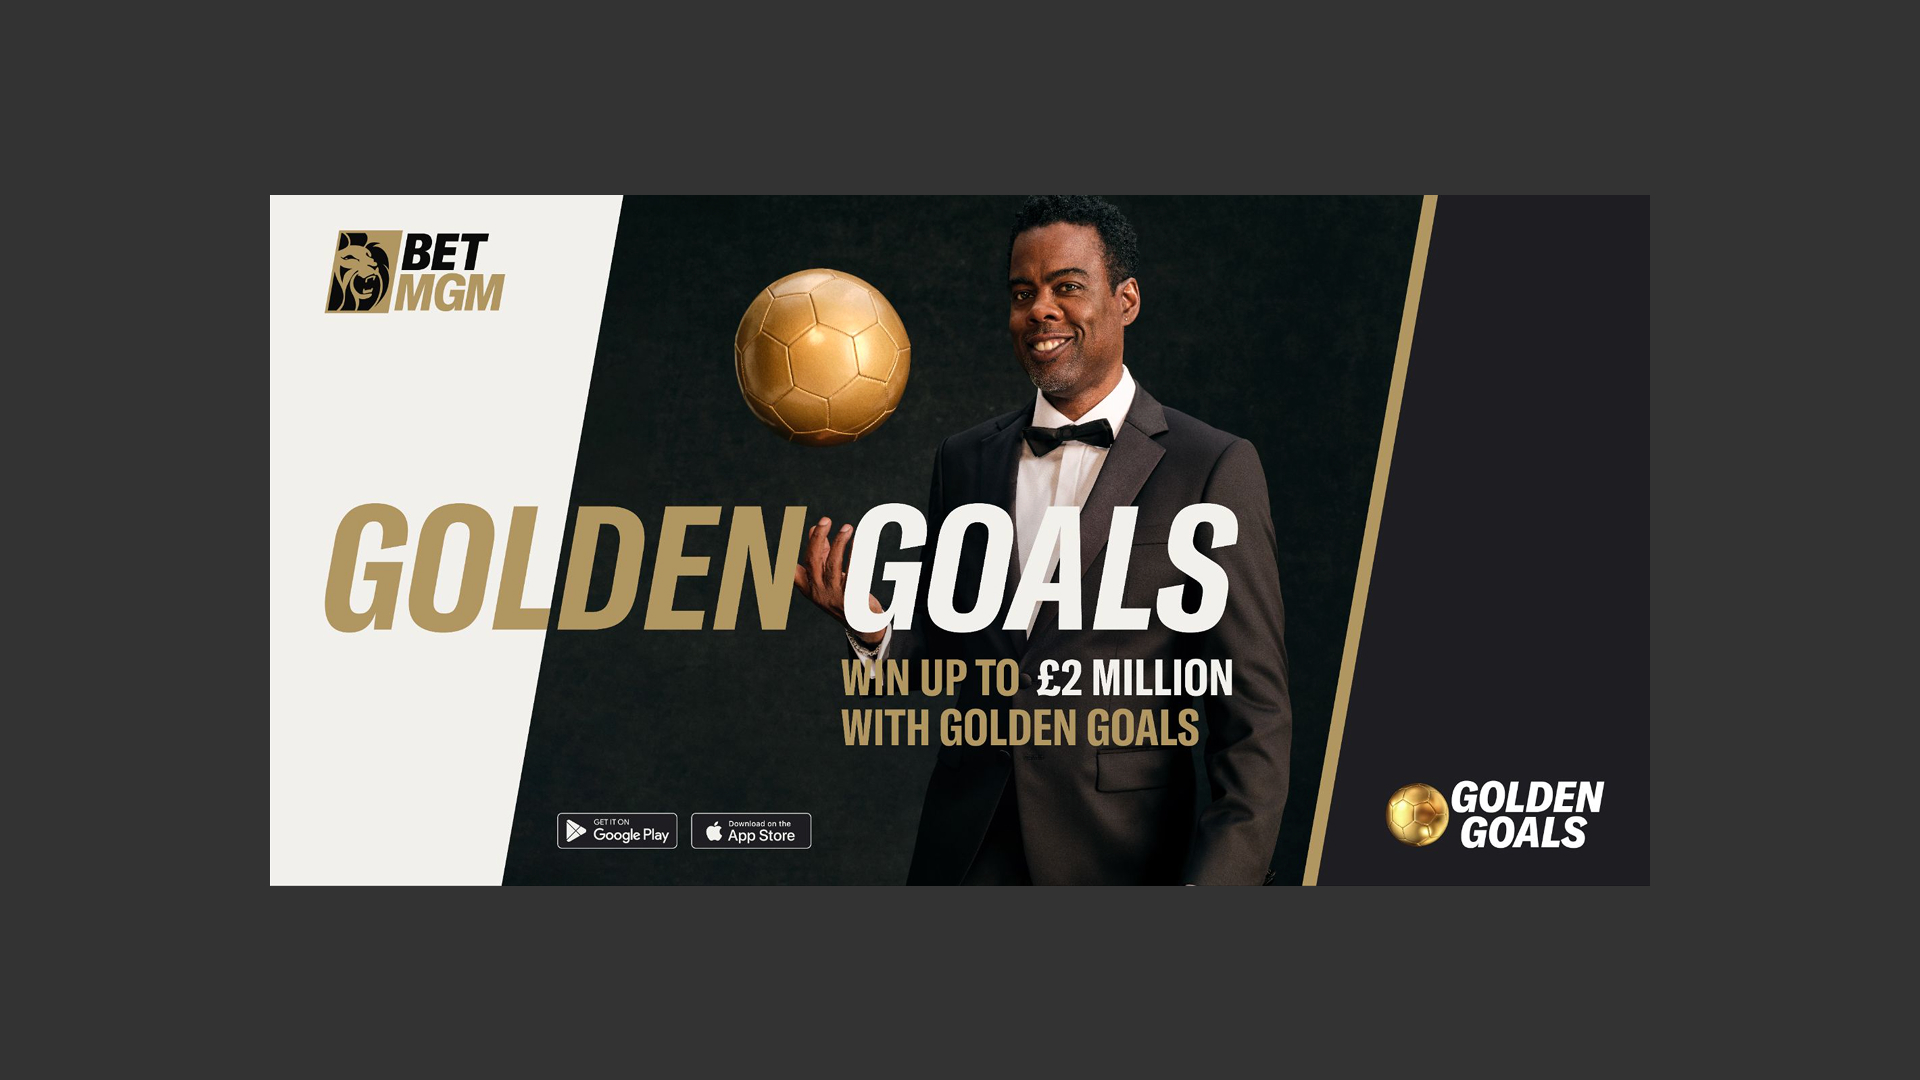 BET
MGM
GOLDEN GOALS
WIN UP TO £2 MILLION
WITH GOLDEN GOALS
GET IT ON
Google Play
Download on the
App Store
GOLDEN
GOALS